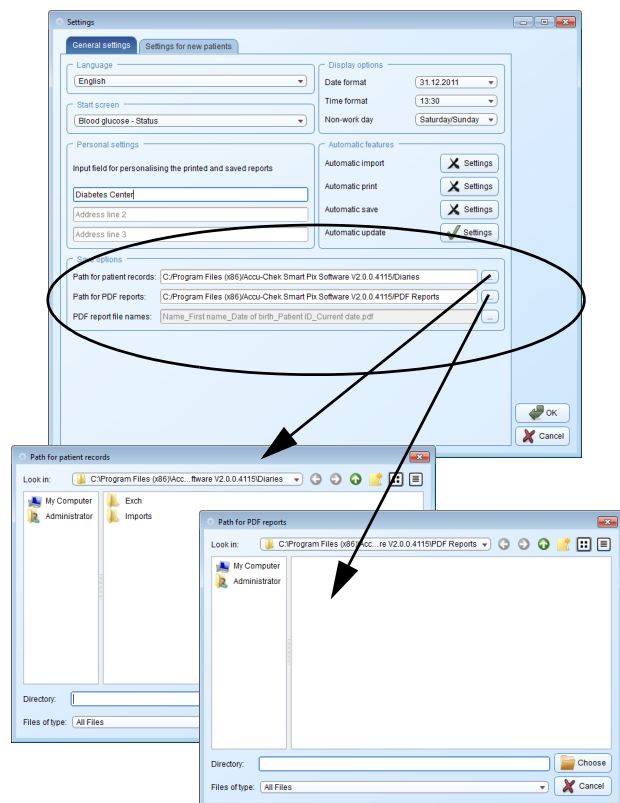 Settings
General settings
Settings for new patients
Language
English
Start screen
Blood glucose - Status
Display options
Date format 31.12.2011
Time format 13:30
Non-work day Saturday/Sunday
Personal settings
Input field for personalising the printed and saved reports
Diabetes Center
Address line 2
Address line 3
Automatic features
Automatic import Settings
Automatic print Settings
Automatic save Settings
Automatic update Settings
Save options
Path for patient records: C:/Program Files (x86)/Accu-Chek Smart Pix Software V2.0.0.4115/Diaries ...
Path for PDF reports: C:/Program Files (x86)/Accu-Chek Smart Pix Software V2.0.0.4115/PDF Reports ...
PDF report file names: Name_First name_Date of birth_Patient ID_Current date.pdf ...
OK
Cancel
Path for patient records
Look in: C:\Program Files (x86)\Acc...ftware V2.0.0.4115\Diaries
My Computer
Administrator
Exch
Imports
Directory:
Files of type: All Files
Path for PDF reports
Look in: C:\Program Files (x86)\Acc...re V2.0.0.4115\PDF Reports
My Computer
Administrator
Directory:
Choose
Files of type: All Files
Cancel